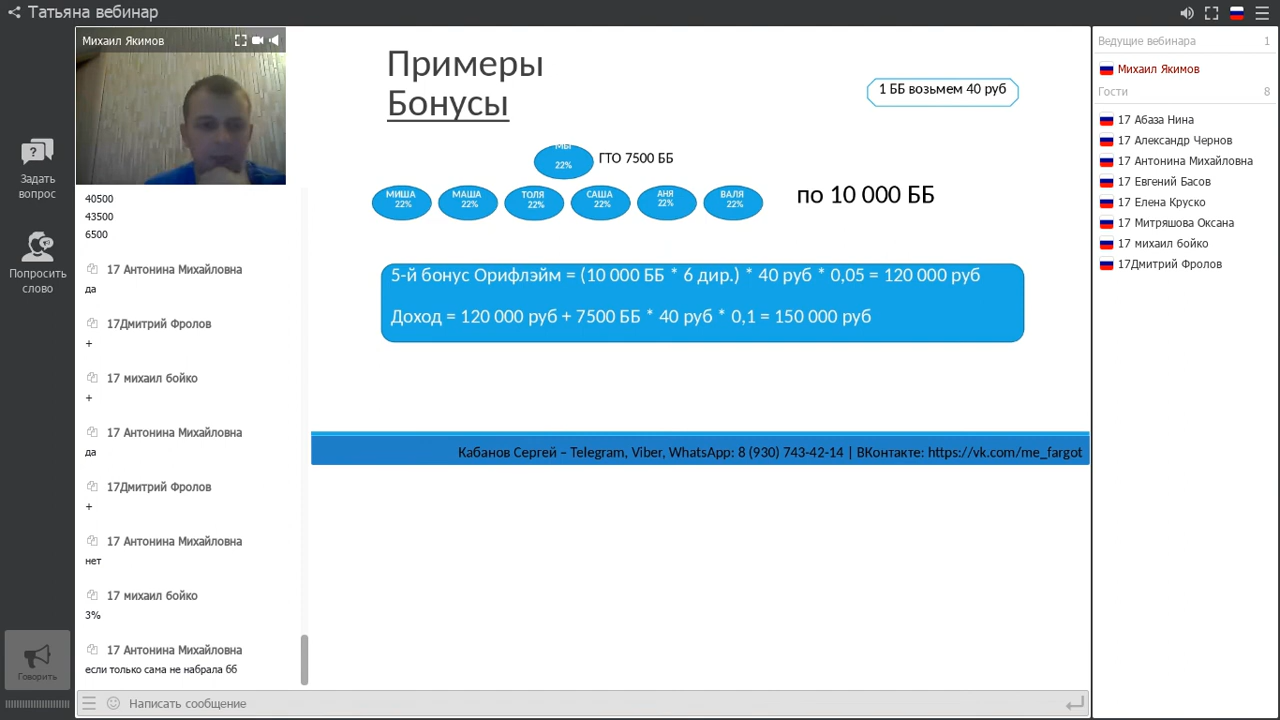 Татьяна вебинар
Михаил Якимов
Задать
вопрос
Попросить
слово
Говорить
40500
43500
6500
17 Антонина Михайловна
да
17Дмитрий Фролов
+
17 михаил бойко
+
17 Антонина Михайловна
да
17Дмитрий Фролов
+
17 Антонина Михайловна
нет
17 михаил бойко
3%
17 Антонина Михайловна
если только сама не набрала бб
Написать сообщение
Примеры
Бонусы
1 ББ возьмем 40 руб
МЫ
22%
ГТО 7500 ББ
МИША
22%
МАША
22%
ТОЛЯ
22%
САША
22%
АНЯ
22%
ВАЛЯ
22%
по 10 000 ББ
5-й бонус Орифлэйм = (10 000 ББ * 6 дир.) * 40 руб * 0,05 = 120 000 руб
Доход = 120 000 руб + 7500 ББ * 40 руб * 0,1 = 150 000 руб
Кабанов Сергей – Telegram, Viber, WhatsApp: 8 (930) 743-42-14 | ВКонтакте: https://vk.com/me_fargot
Ведущие вебинара 1
Михаил Якимов
Гости 8
17 Абаза Нина
17 Александр Чернов
17 Антонина Михайловна
17 Евгений Басов
17 Елена Круско
17 Митряшова Оксана
17 михаил бойко
17Дмитрий Фролов